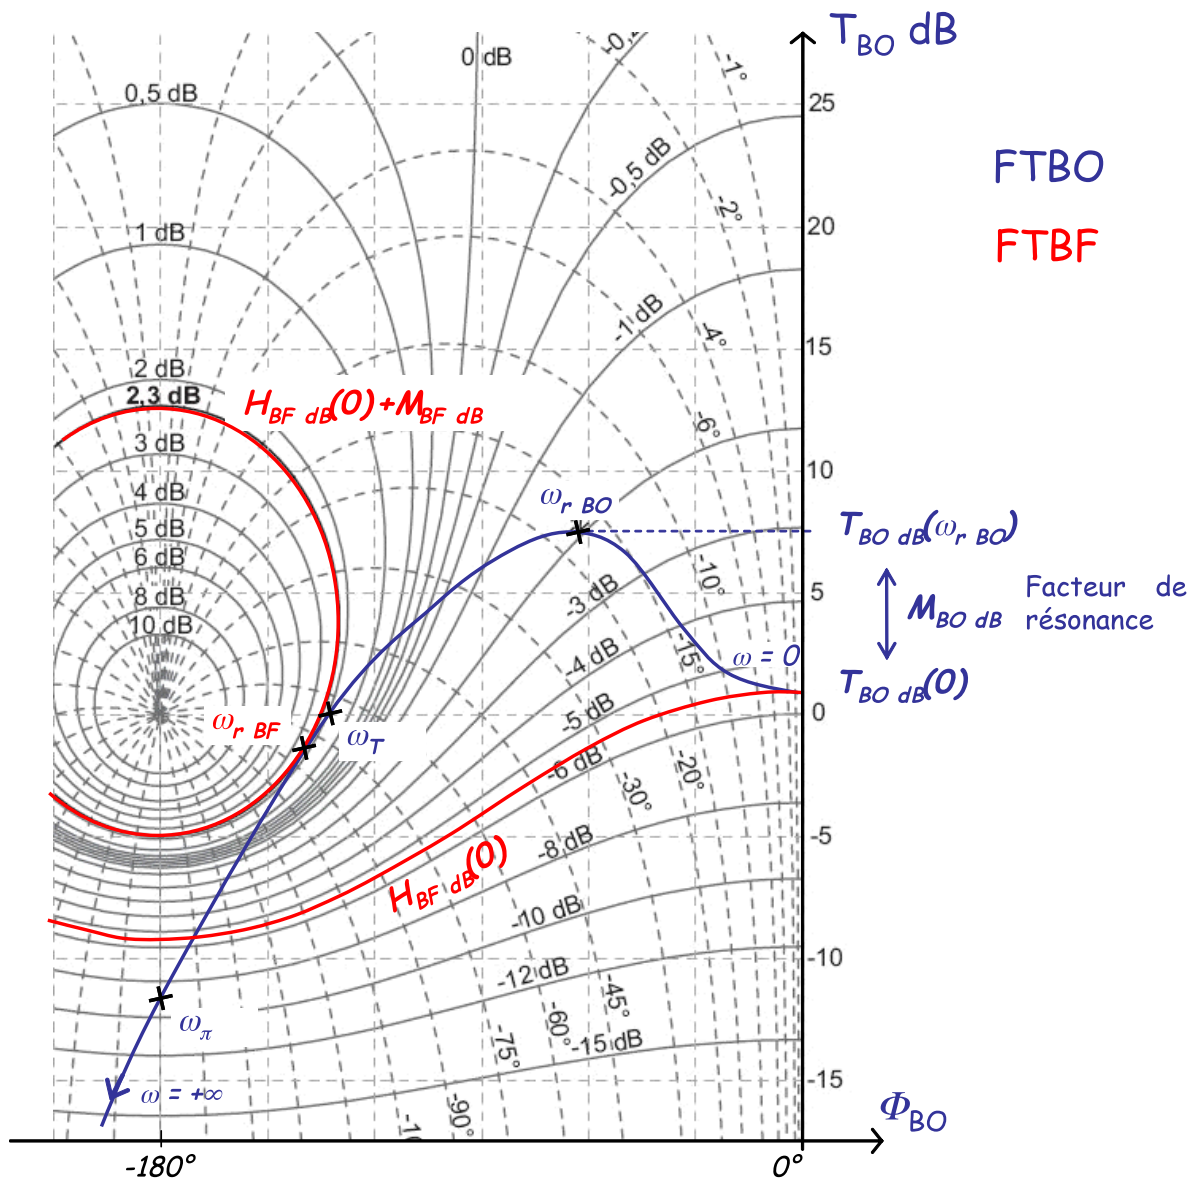 T_BO dB
0 dB
-1°
0,5 dB
25
-0,5 dB
FTBO
-2°
20
1 dB
FTBF
-1 dB
-4°
15
2 dB
2,3 dB
H_BF dB(0)+M_BF dB
-6°
3 dB
10
4 dB
ω_r BO
T_BO dB(ω_r BO)
5 dB
6 dB
-10°
8 dB
-3 dB
5
M_BO dB
Facteur de
résonance
10 dB
-4 dB
-15°
ω = 0
T_BO dB(0)
-5 dB
0
ω_r BF
ω_T
-6 dB
-20°
-30°
-5
-8 dB
H_BF dB(0)
-10 dB
-10
-12 dB
-45°
ω_π
-60°
-75°
-15 dB
-15
ω = +∞
-90°
Φ_BO
-180°
0°